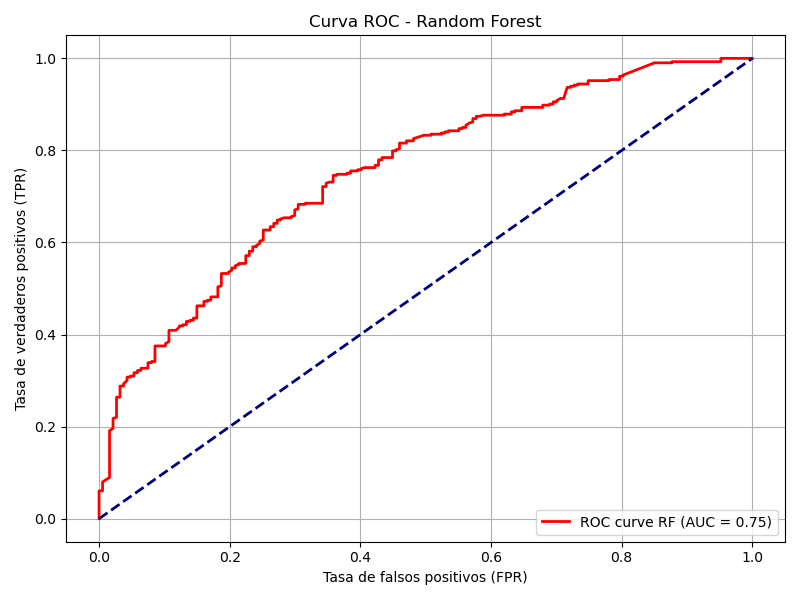 Curva ROC - Random Forest
Tasa de verdaderos positivos (TPR)
1.0
0.8
0.6
0.4
0.2
0.0
0.0 0.2 0.4 0.6 0.8 1.0
Tasa de falsos positivos (FPR)
ROC curve RF (AUC = 0.75)